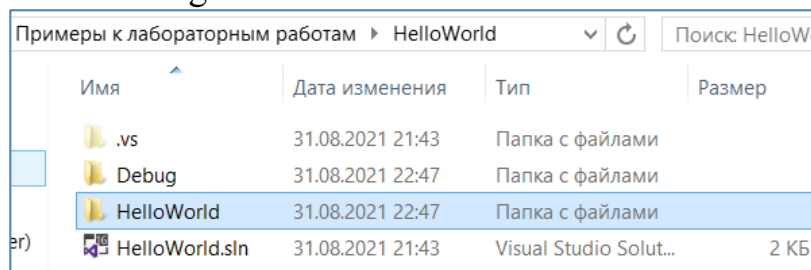 Примеры к лабораторным работам HelloWorld Поиск: HelloW
Имя Дата изменения Тип Размер
.vs 31.08.2021 21:43 Папка с файлами
Debug 31.08.2021 22:47 Папка с файлами
HelloWorld 31.08.2021 22:47 Папка с файлами
er) HelloWorld.sln 31.08.2021 21:43 Visual Studio Solut... 2 КБ